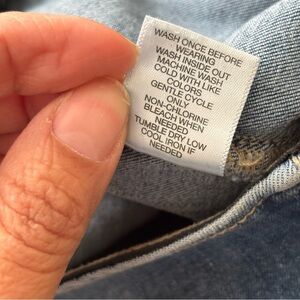 WASH ONCE BEFORE
WEARING
WASH INSIDE OUT
MACHINE WASH
COLD WITH LIKE
COLORS
GENTLE CYCLE
ONLY
NON-CHLORINE
BLEACH WHEN
NEEDED
TUMBLE DRY LOW
COOL IRON IF
NEEDED